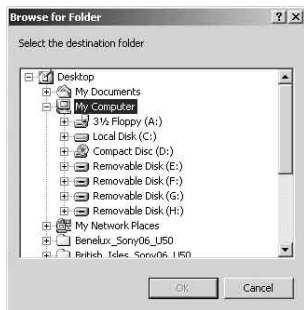 Browse for Folder
Select the destination folder
Desktop
My Documents
My Computer
3½ Floppy (A:)
Local Disk (C:)
Compact Disc (D:)
Removable Disk (E:)
Removable Disk (F:)
Removable Disk (G:)
Removable Disk (H:)
My Network Places
Benelux_Sony06_U50
British_Isles_Sony06_U50
OK
Cancel